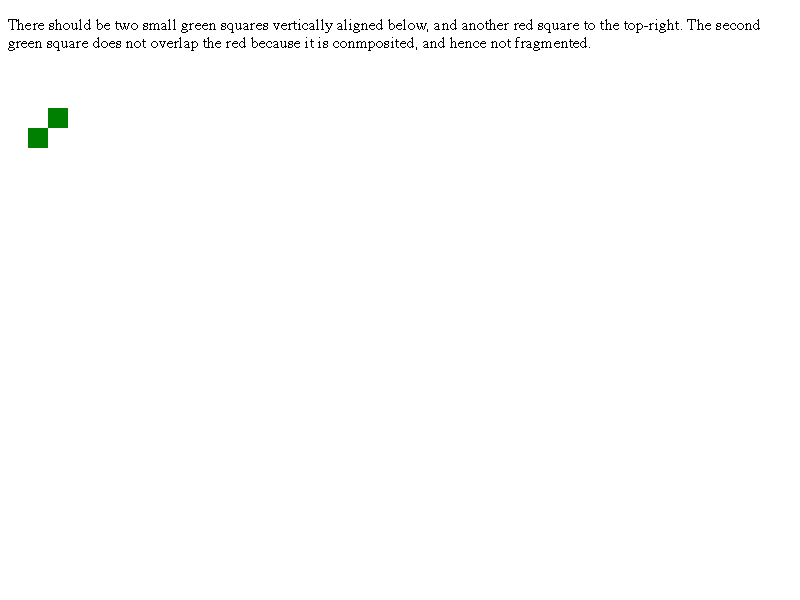 There should be two small green squares vertically aligned below, and another red square to the top-right. The second
green square does not overlap the red because it is conmposited, and hence not fragmented.